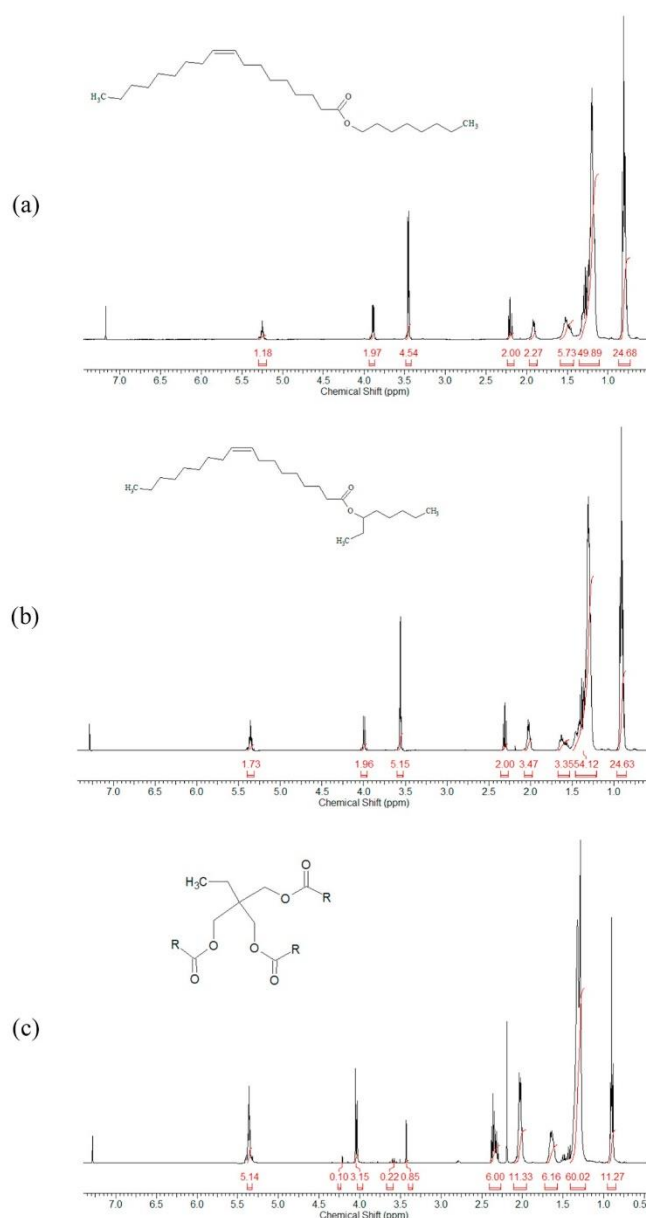 H₃C
O
O
CH₃
(a)
1.18 1.97 4.54 2.00 2.27 5.73 49.89 24.68
7.0 6.5 6.0 5.5 5.0 4.5 4.0 3.5 3.0 2.5 2.0 1.5 1.0
Chemical Shift (ppm)
H₃C
O
O
CH₃
H₃C
(b)
1.73 1.96 5.15 2.00 3.47 3.35 54.12 24.63
7.0 6.5 6.0 5.5 5.0 4.5 4.0 3.5 3.0 2.5 2.0 1.5 1.0
Chemical Shift (ppm)
O
H₃C
O R
O
R O R
O O
(c)
5.14 0.10 3.15 0.22 0.85 6.00 11.33 6.16 60.02 11.27
7.0 6.5 6.0 5.5 5.0 4.5 4.0 3.5 3.0 2.5 2.0 1.5 1.0 0.5
Chemical Shift (ppm)